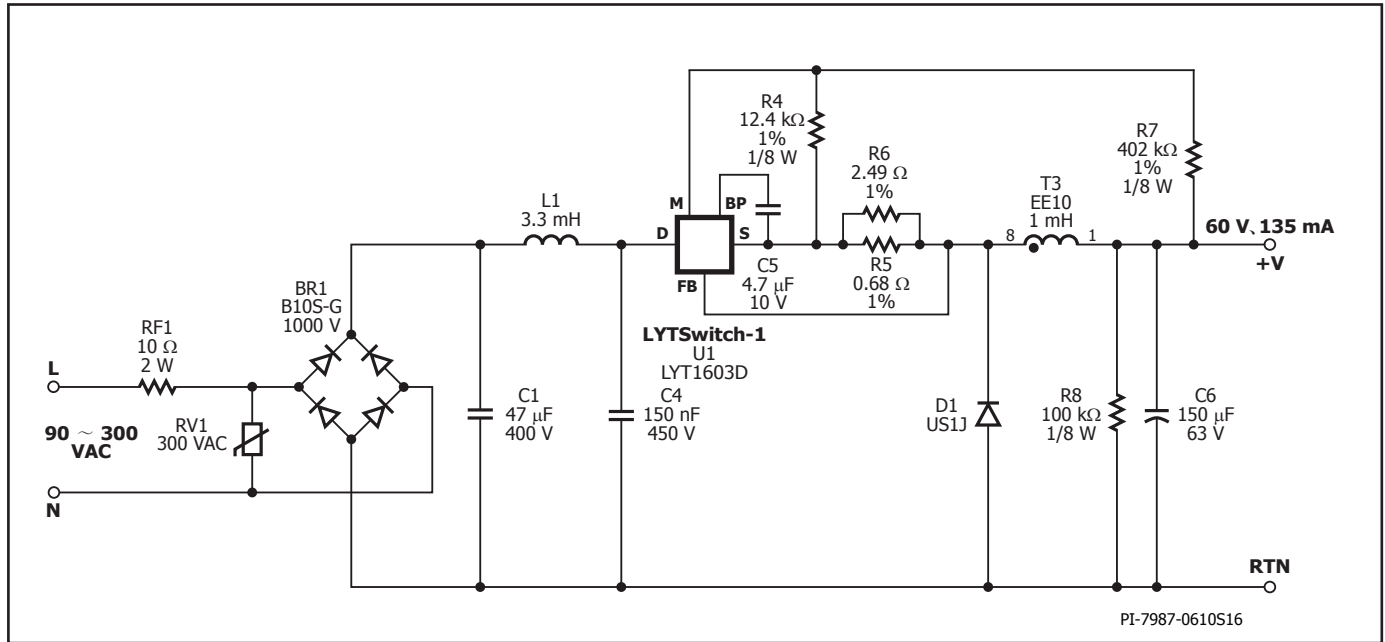 L
RF1
10 Ω
2 W
90 ~ 300
VAC
N
RV1
300 VAC
BR1
B10S-G
1000 V
C1
47 µF
400 V
L1
3.3 mH
C4
150 nF
450 V
M
BP
D
S
FB
LYTSwitch-1
U1
LYT1603D
C5
4.7 µF
10 V
R4
12.4 kΩ
1%
1/8 W
R6
2.49 Ω
1%
R5
0.68 Ω
1%
D1
US1J
T3
EE10
1 mH
8
1
R7
402 kΩ
1%
1/8 W
R8
100 kΩ
1/8 W
C6
150 µF
63 V
60 V、135 mA
+V
RTN
PI-7987-0610S16